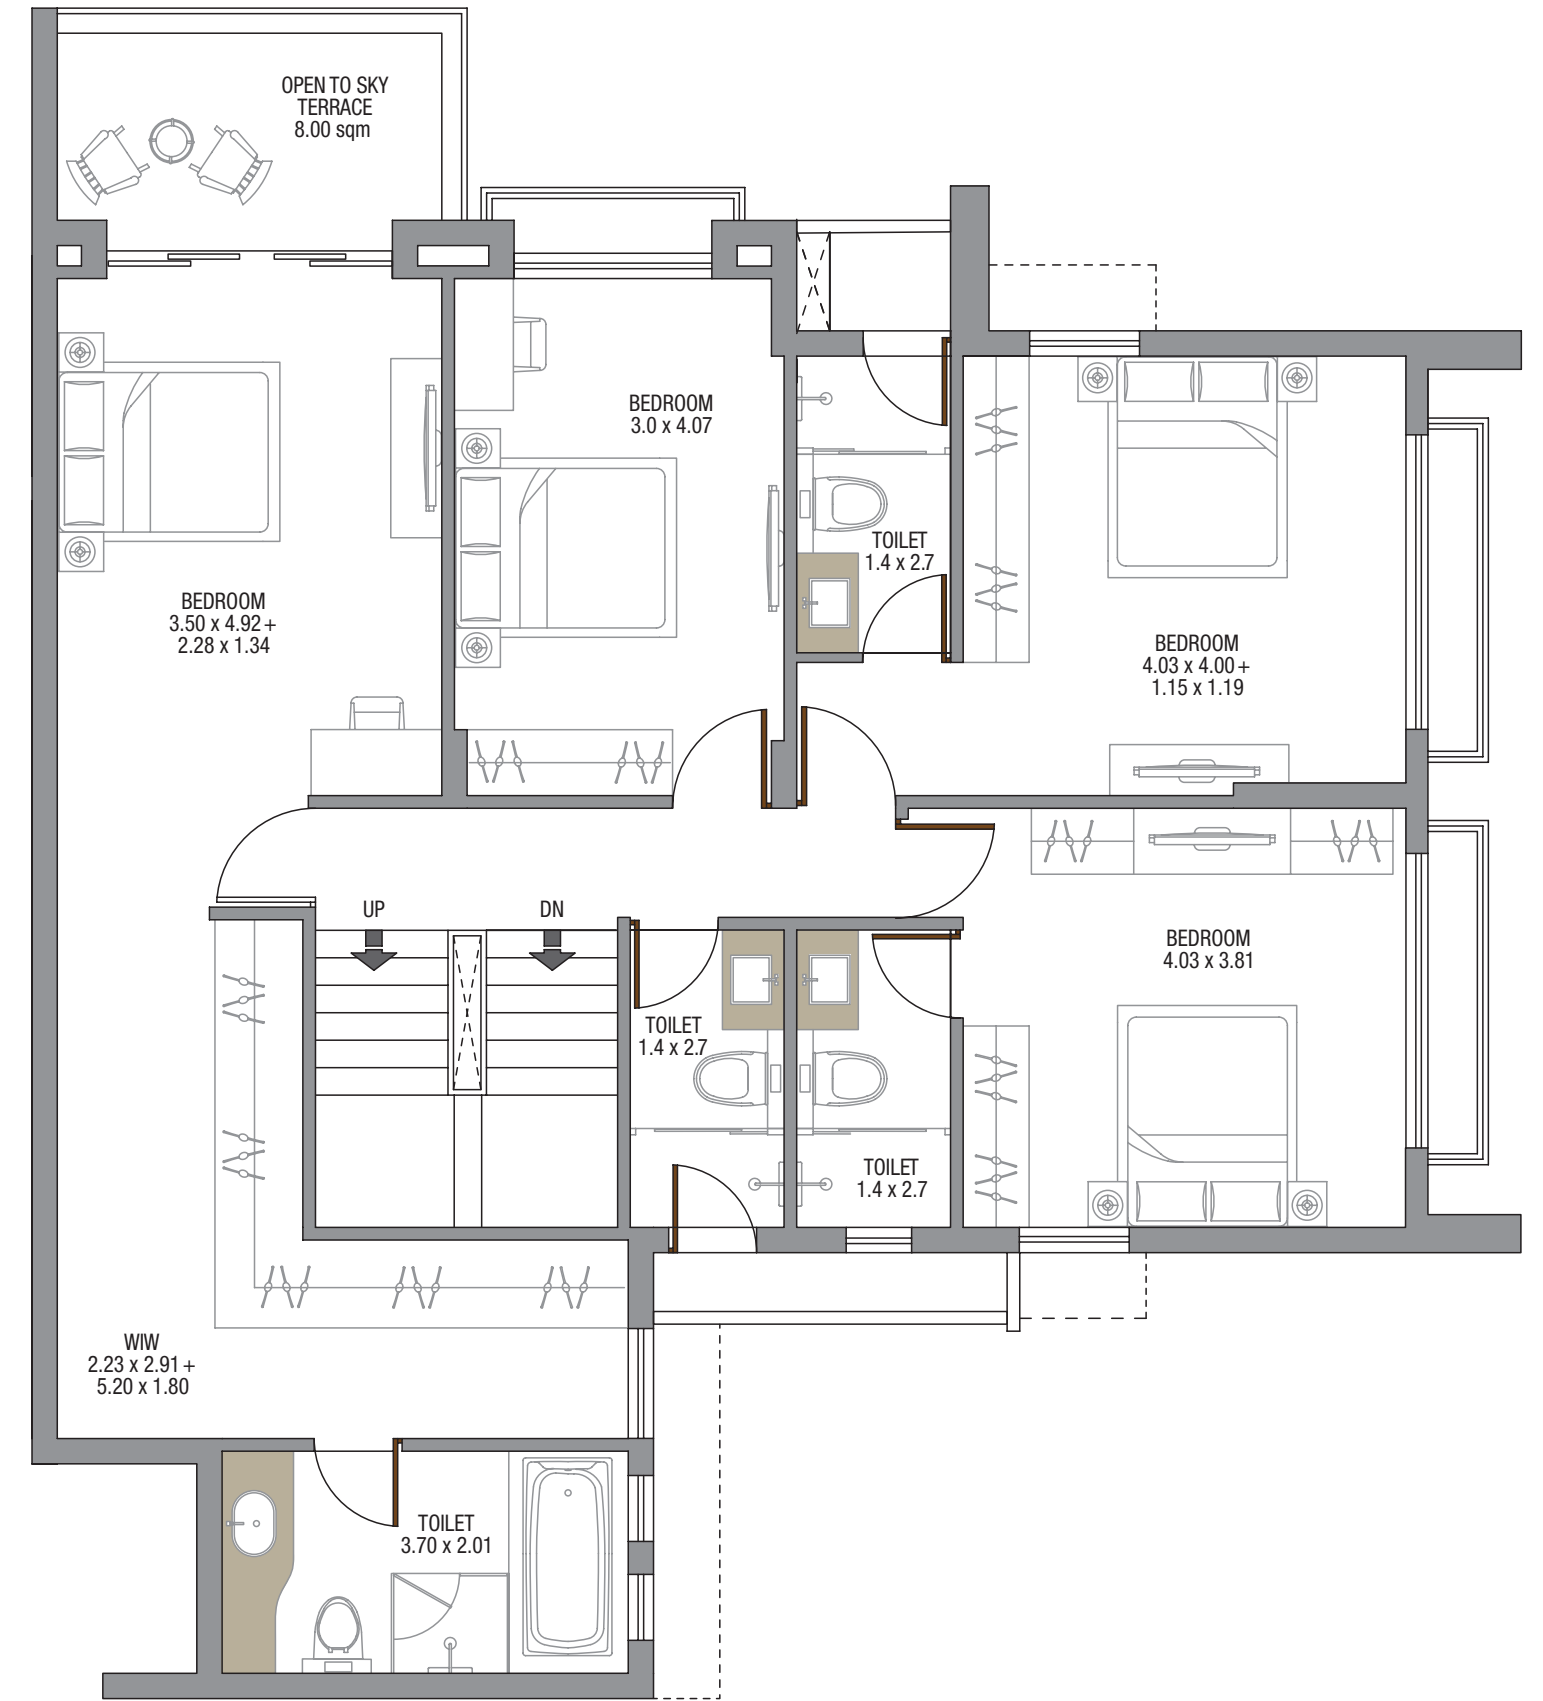 OPEN TO SKY
TERRACE
8.00 sqm
BEDROOM
3.0 x 4.07
TOILET
1.4 x 2.7
BEDROOM
3.50 x 4.92+
2.28 x 1.34
BEDROOM
4.03 x 4.00+
1.15 x 1.19
UP
DN
BEDROOM
4.03 x 3.81
TOILET
1.4 x 2.7
TOILET
1.4 x 2.7
WIW
2.23 x 2.91+
5.20 x 1.80
TOILET
3.70 x 2.01